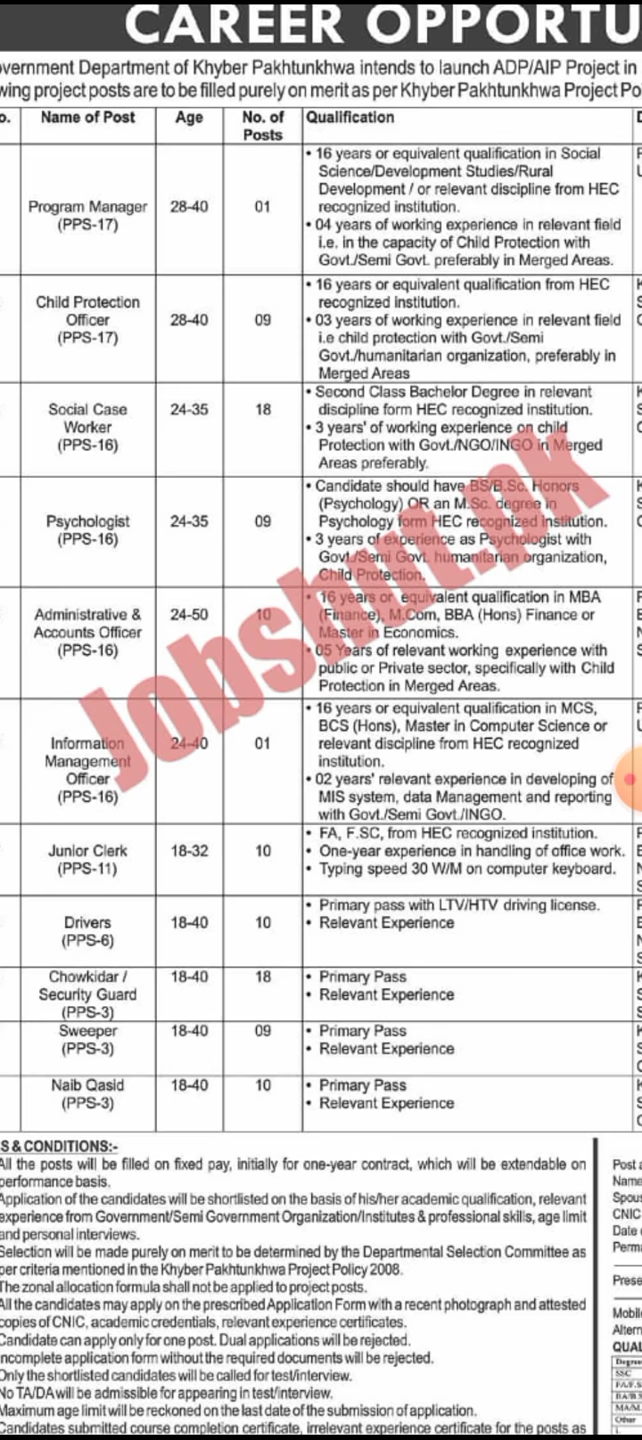 CAREER OPPORTU
overnment Department of Khyber Pakhtunkhwa intends to launch ADP/AIP Project in
wing project posts are to be filled purely on merit as per Khyber Pakhtunkhwa Project Po
o. Name of Post Age No. of Posts Qualification D
Program Manager
(PPS-17)
28-40
01
• 16 years or equivalent qualification in Social
Science/Development Studies/Rural
Development / or relevant discipline from HEC
recognized institution.
• 04 years of working experience in relevant field
i.e. in the capacity of Child Protection with
Govt./Semi Govt. preferably in Merged Areas.
Child Protection
Officer
(PPS-17)
28-40
09
• 16 years or equivalent qualification from HEC
recognized institution.
• 03 years of working experience in relevant field
i.e child protection with Govt./Semi
Govt./humanitarian organization, preferably in
Merged Areas
Social Case
Worker
(PPS-16)
24-35
18
• Second Class Bachelor Degree in relevant
discipline form HEC recognized institution.
• 3 years' of working experience on child
Protection with Govt./NGO/INGO in Merged
Areas preferably.
Psychologist
(PPS-16)
24-35
09
• Candidate should have BS/B.Sc. Honors
(Psychology) OR an M.Sc. degree in
Psychology form HEC recognized institution.
• 3 years of experience as Psychologist with
Govt./Semi Govt. humanitarian organization,
Child Protection.
Administrative &
Accounts Officer
(PPS-16)
24-50
10
• 16 years or equivalent qualification in MBA
(Finance), M.Com, BBA (Hons) Finance or
Master in Economics.
• 05 Years of relevant working experience with
public or Private sector, specifically with Child
Protection in Merged Areas.
Information
Management
Officer
(PPS-16)
24-40
01
• 16 years or equivalent qualification in MCS,
BCS (Hons), Master in Computer Science or
relevant discipline from HEC recognized
institution.
• 02 years' relevant experience in developing of
MIS system, data Management and reporting
with Govt./Semi Govt./INGO.
Junior Clerk
(PPS-11)
18-32
10
• FA, F.SC, from HEC recognized institution.
• One-year experience in handling of office work.
• Typing speed 30 W/M on computer keyboard.
Drivers
(PPS-6)
18-40
10
• Primary pass with LTV/HTV driving license.
• Relevant Experience
Chowkidar /
Security Guard
(PPS-3)
18-40
18
• Primary Pass
• Relevant Experience
Sweeper
(PPS-3)
18-40
09
• Primary Pass
• Relevant Experience
Naib Qasid
(PPS-3)
18-40
10
• Primary Pass
• Relevant Experience
Jobshunt.pk
S & CONDITIONS:-
All the posts will be filled on fixed pay, initially for one-year contract, which will be extendable on
performance basis.
Application of the candidates will be shortlisted on the basis of his/her academic qualification, relevant
experience from Government/Semi Government Organization/Institutes & professional skills, age limit
and personal interviews.
Selection will be made purely on merit to be determined by the Departmental Selection Committee as
per criteria mentioned in the Khyber Pakhtunkhwa Project Policy 2008.
The zonal allocation formula shall not be applied to project posts.
All the candidates may apply on the prescribed Application Form with a recent photograph and attested
copies of CNIC, academic credentials, relevant experience certificates.
Candidate can apply only for one post. Dual applications will be rejected.
Incomplete application form without the required documents will be rejected.
Only the shortlisted candidates will be called for test/interview.
No TA/DA will be admissible for appearing in test/interview.
Maximum age limit will be reckoned on the last date of the submission of application.
Candidates submitted course completion certificate, irrelevant experience certificate for the posts as
Post a
Name
Spous
CNIC
Date o
Perma
Prese
Mobil
Altern
QUAL
Degree
SSC
FA/F.S
BA/B.S
MA/M.
Other